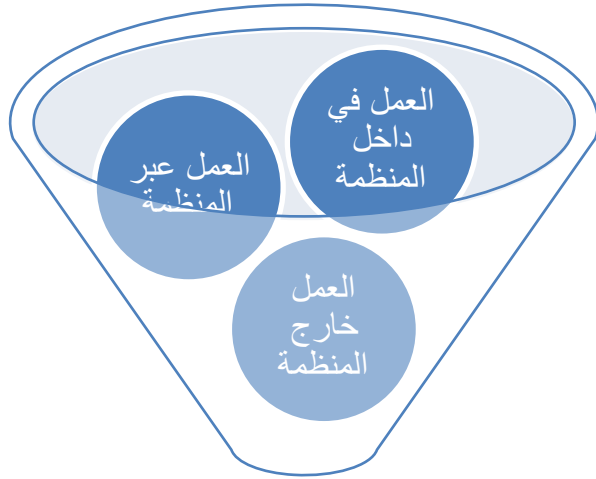 العمل في
داخل
المنظمة
العمل عبر
المنظمة
العمل
خارج
المنظمة